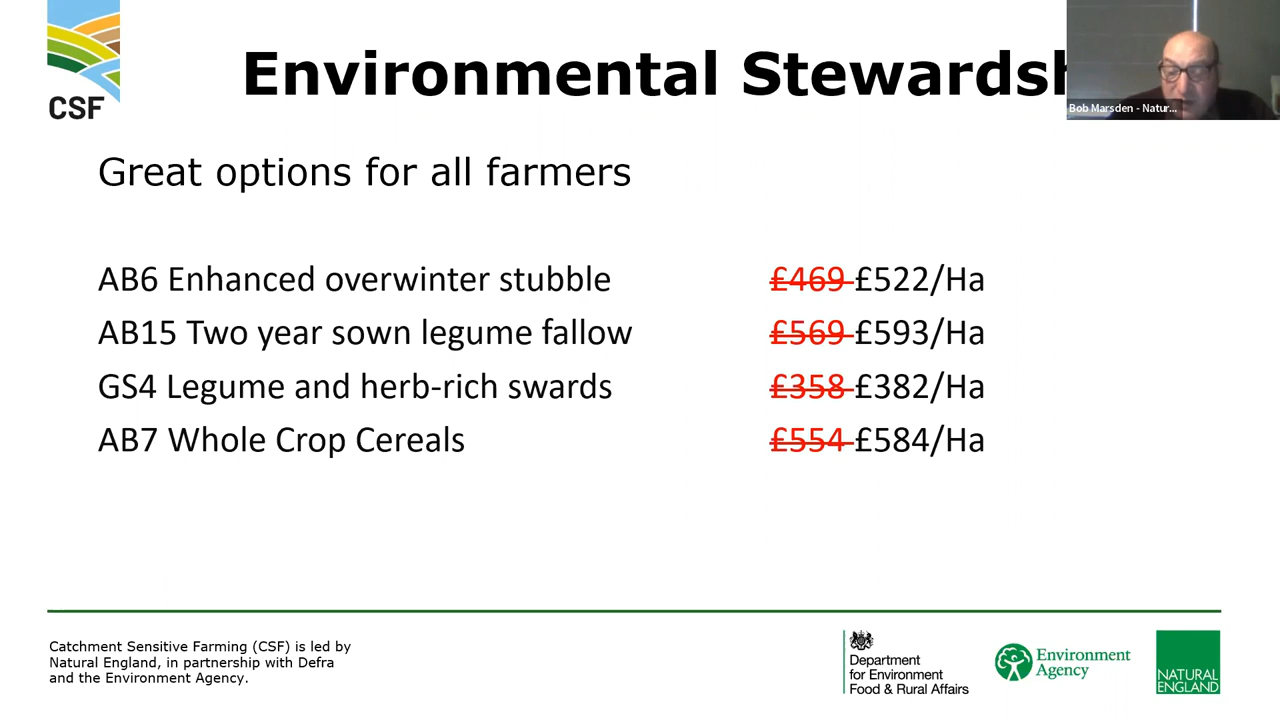 CSF
Environmental Stewardsh
Bob Marsden - Natur...
Great options for all farmers
AB6 Enhanced overwinter stubble £469 £522/Ha
AB15 Two year sown legume fallow £569 £593/Ha
GS4 Legume and herb-rich swards £358 £382/Ha
AB7 Whole Crop Cereals £554 £584/Ha
Catchment Sensitive Farming (CSF) is led by
Natural England, in partnership with Defra
and the Environment Agency.
Department
for Environment
Food & Rural Affairs
Environment
Agency
NATURAL
ENGLAND